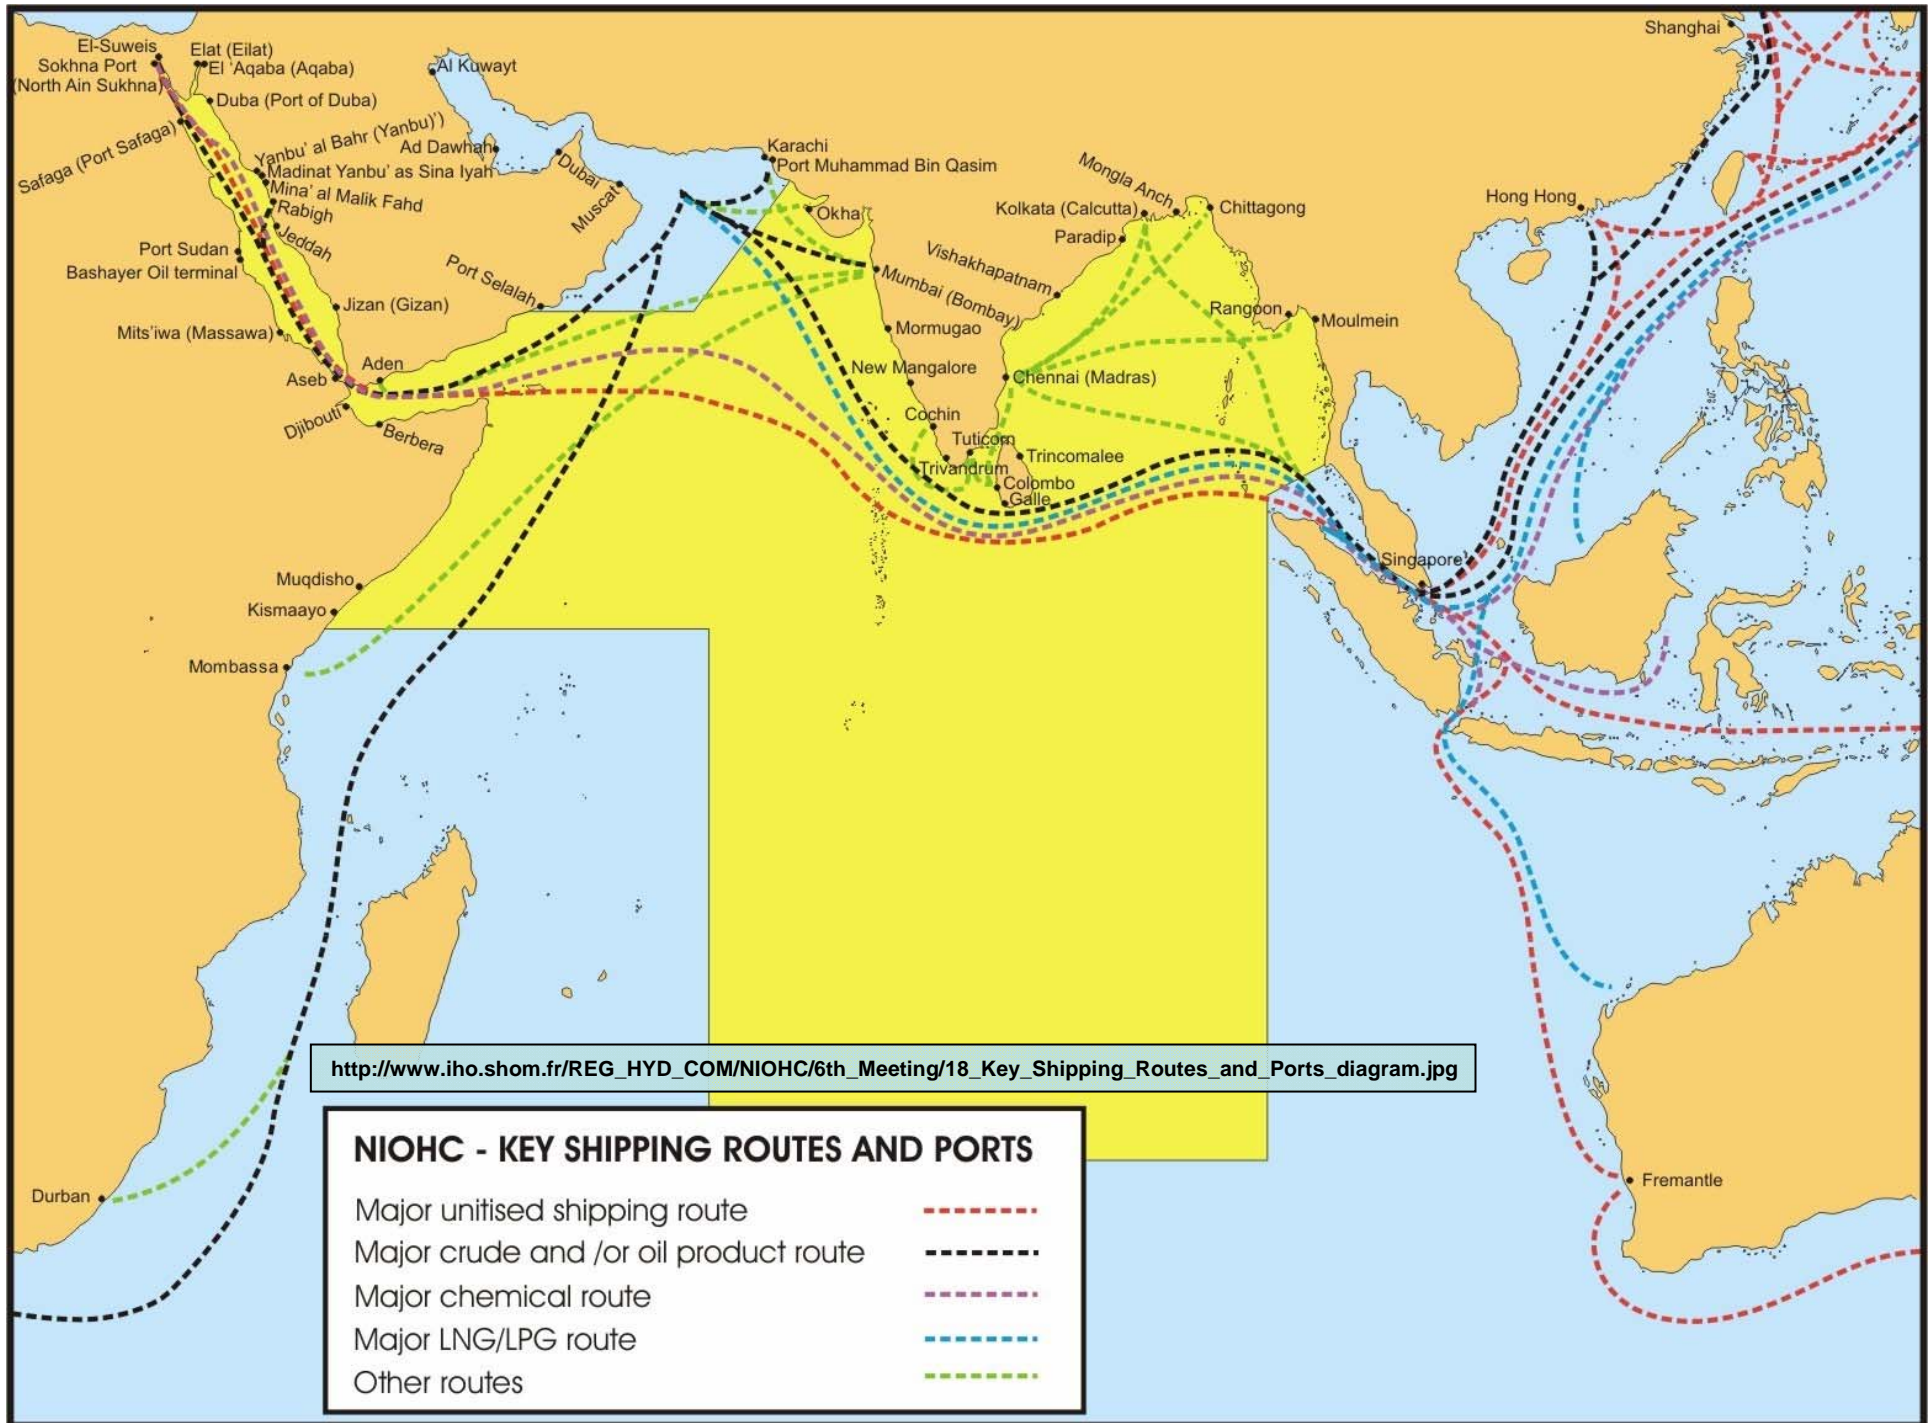 Shanghai
El-Suweis
Elat (Eilat)
Sokhna Port
El 'Aqaba (Aqaba)
Al Kuwayt
(North Ain Sukhna)
Duba (Port of Duba)
Safaga (Port Safaga)
Yanbu' al Bahr (Yanbu)')
Ad Dawhah
Karachi
Dubai
Port Muhammad Bin Qasim
Mongla Anch
Madinat Yanbu' as Sina Iyah
Muscat
Mina' al Malik Fahd
Hong Hong
Rabigh
Okha
Kolkata (Calcutta)
Chittagong
Jeddah
Paradip
Port Sudan
Bashayer Oil terminal
Port Selalah
Vishakhapatnam
Mumbai (Bombay)
Jizan (Gizan)
Rangoon
Moulmein
Mits'iwa (Massawa)
Mormugao
Aden
New Mangalore
Aseb
Chennai (Madras)
Djibouti
Cochin
Berbera
Tuticorn
Trincomalee
Trivandrum
Colombo
Galle
Singapore
Muqdisho
Kismaayo
Mombassa
http://www.iho.shom.fr/REG_HYD_COM/NIOHC/6th_Meeting/18_Key_Shipping_Routes_and_Ports_diagram.jpg
NIOHC - KEY SHIPPING ROUTES AND PORTS
Durban
Fremantle
Major unitised shipping route
Major crude and /or oil product route
Major chemical route
Major LNG/LPG route
Other routes